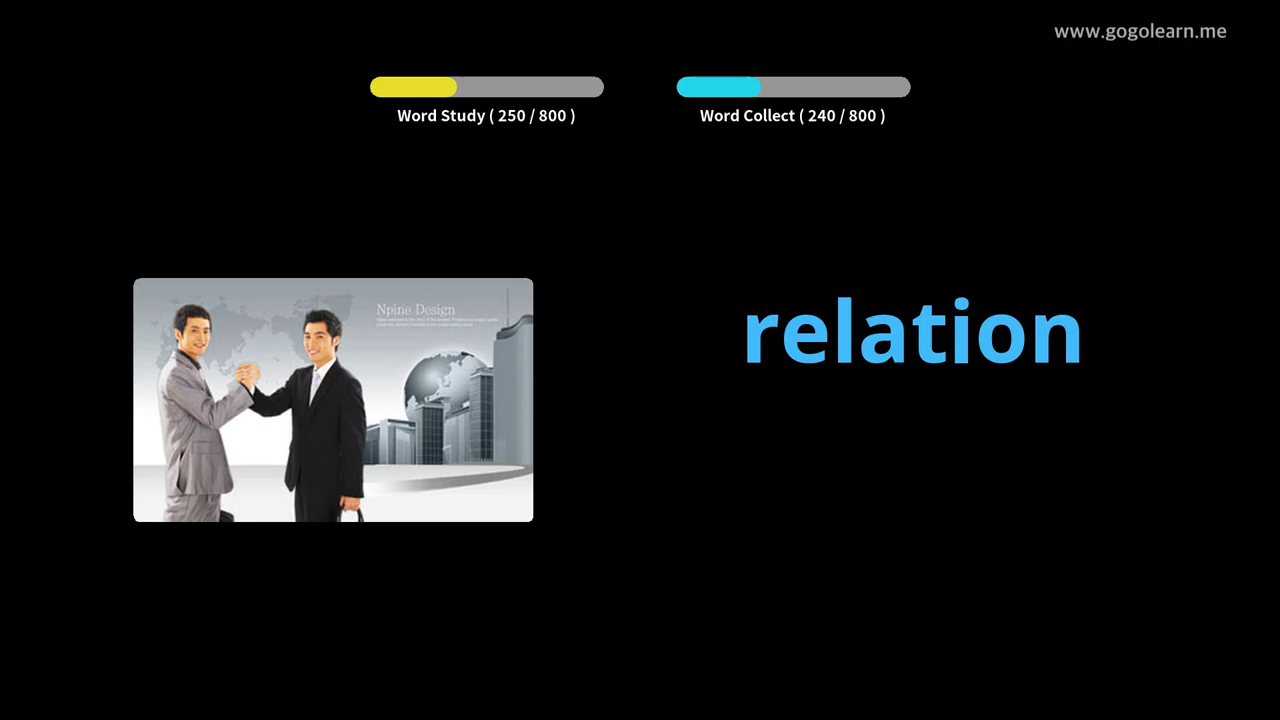 www.gogolearn.me
Word Study ( 250 / 800 )
Word Collect ( 240 / 800 )
Npine Design
relation